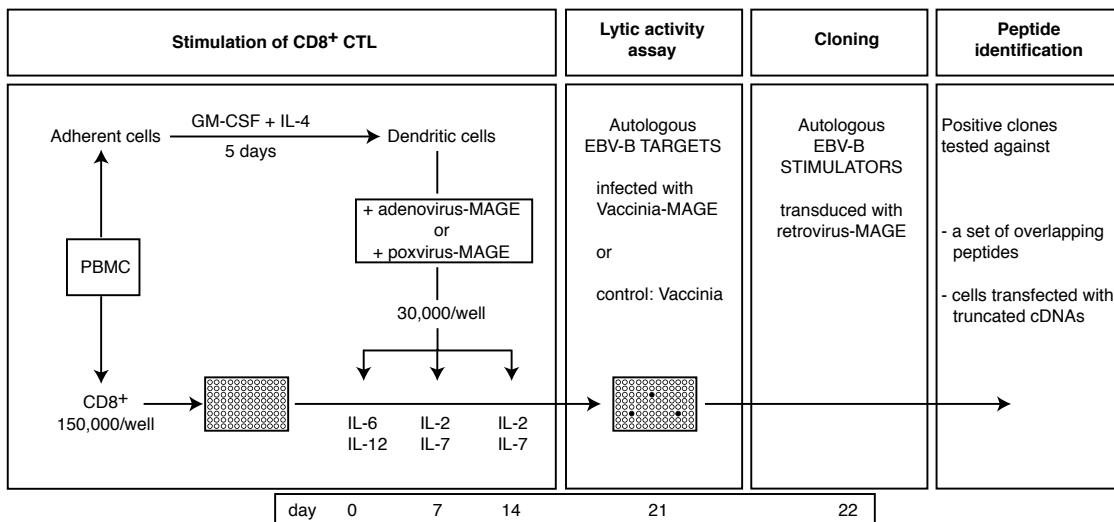 Stimulation of CD8+ CTL
Lytic activity
assay
Cloning
Peptide
identification
Adherent cells
GM-CSF + IL-4
5 days
Dendritic cells
+ adenovirus-MAGE
or
+ poxvirus-MAGE
PBMC
30,000/well
CD8+
150,000/well
IL-6
IL-12
IL-2
IL-7
IL-2
IL-7
Autologous
EBV-B TARGETS
infected with
Vaccinia-MAGE
or
control: Vaccinia
Autologous
EBV-B
STIMULATORS
transduced with
retrovirus-MAGE
Positive clones
tested against
- a set of overlapping
peptides
- cells transfected with
truncated cDNAs
day 0 7 14 21 22